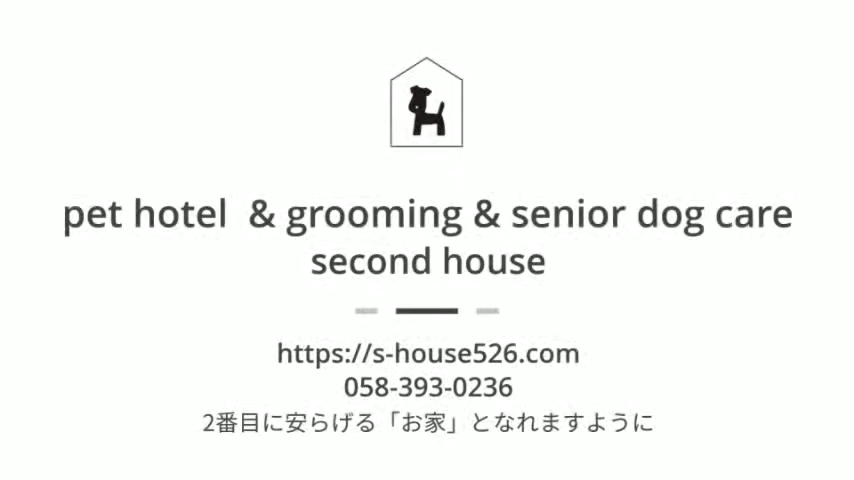 pet hotel & grooming & senior dog care
second house
https://s-house526.com
058-393-0236
2番目に安らげる「お家」となれますように